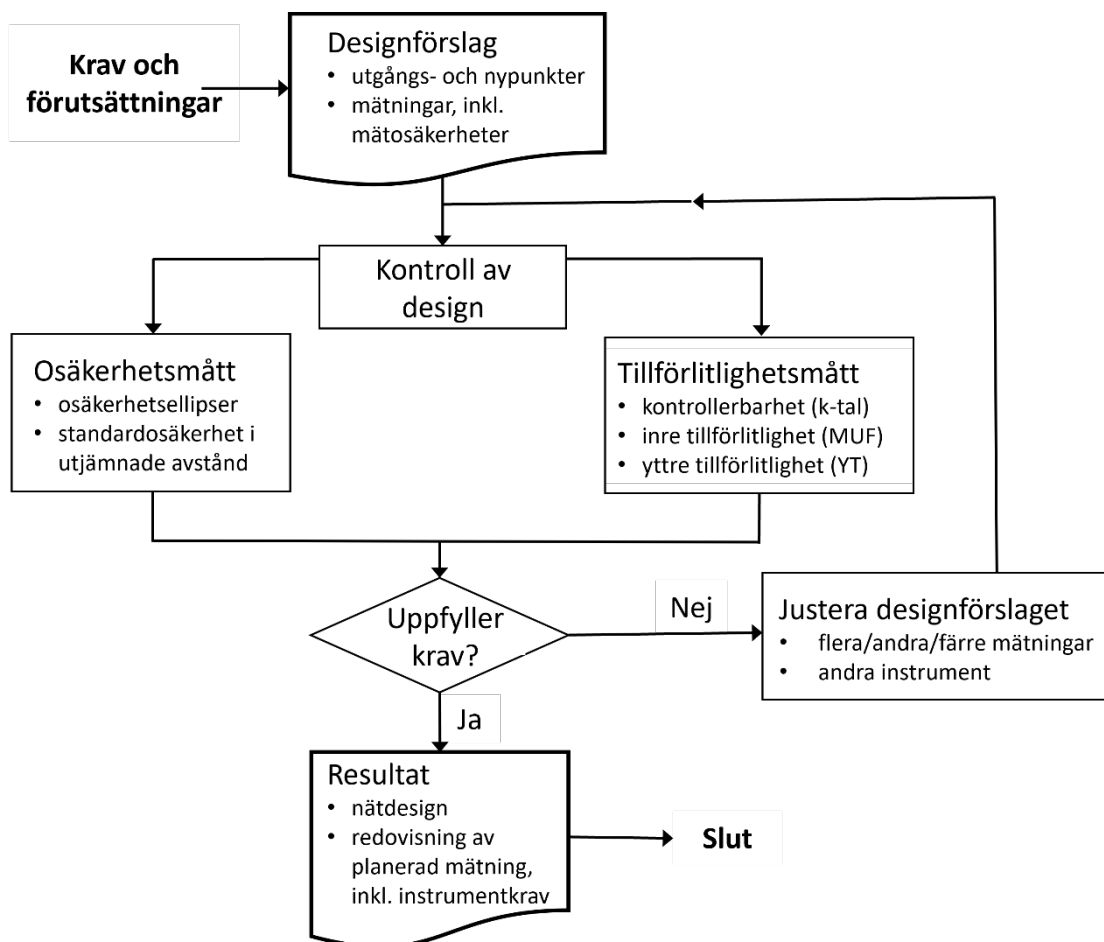 Krav och
förutsättningar
Designförslag
• utgångs- och nypunkter
• mätningar, inkl.
mätosäkerheter
Kontroll av
design
Osäkerhetsmått
• osäkerhetsellipser
• standardosäkerhet i
utjämnade avstånd
Tillförlitlighetsmått
• kontrollerbarhet (k-tal)
• inre tillförlitlighet (MUF)
• yttre tillförlitlighet (YT)
Uppfyller
krav?
Nej
Justera designförslaget
• flera/andra/färre mätningar
• andra instrument
Ja
Resultat
• nätdesign
• redovisning av
planerad mätning,
inkl. instrumentkrav
Slut